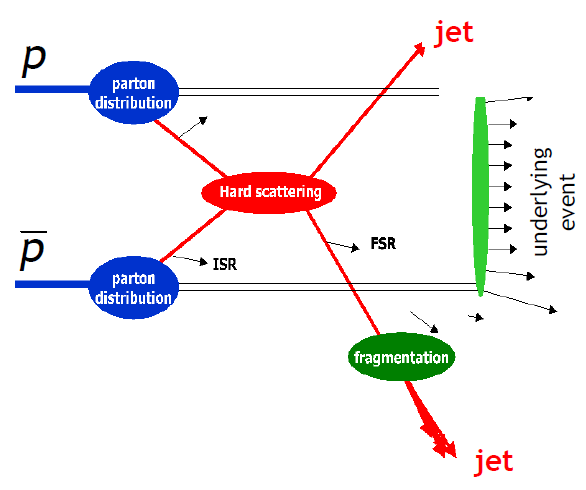 jet
p
parton
distribution
Hard scattering
underlying
event
p̅
ISR
FSR
parton
distribution
fragmentation
jet